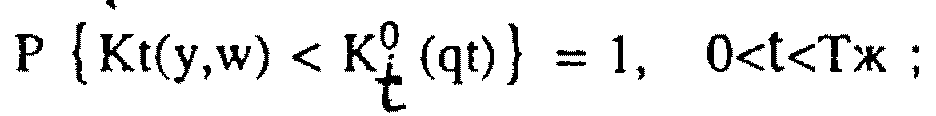 P {Kt(y,w) < K⁰ₜ (qt)} = 1, 0<t<Tж ;